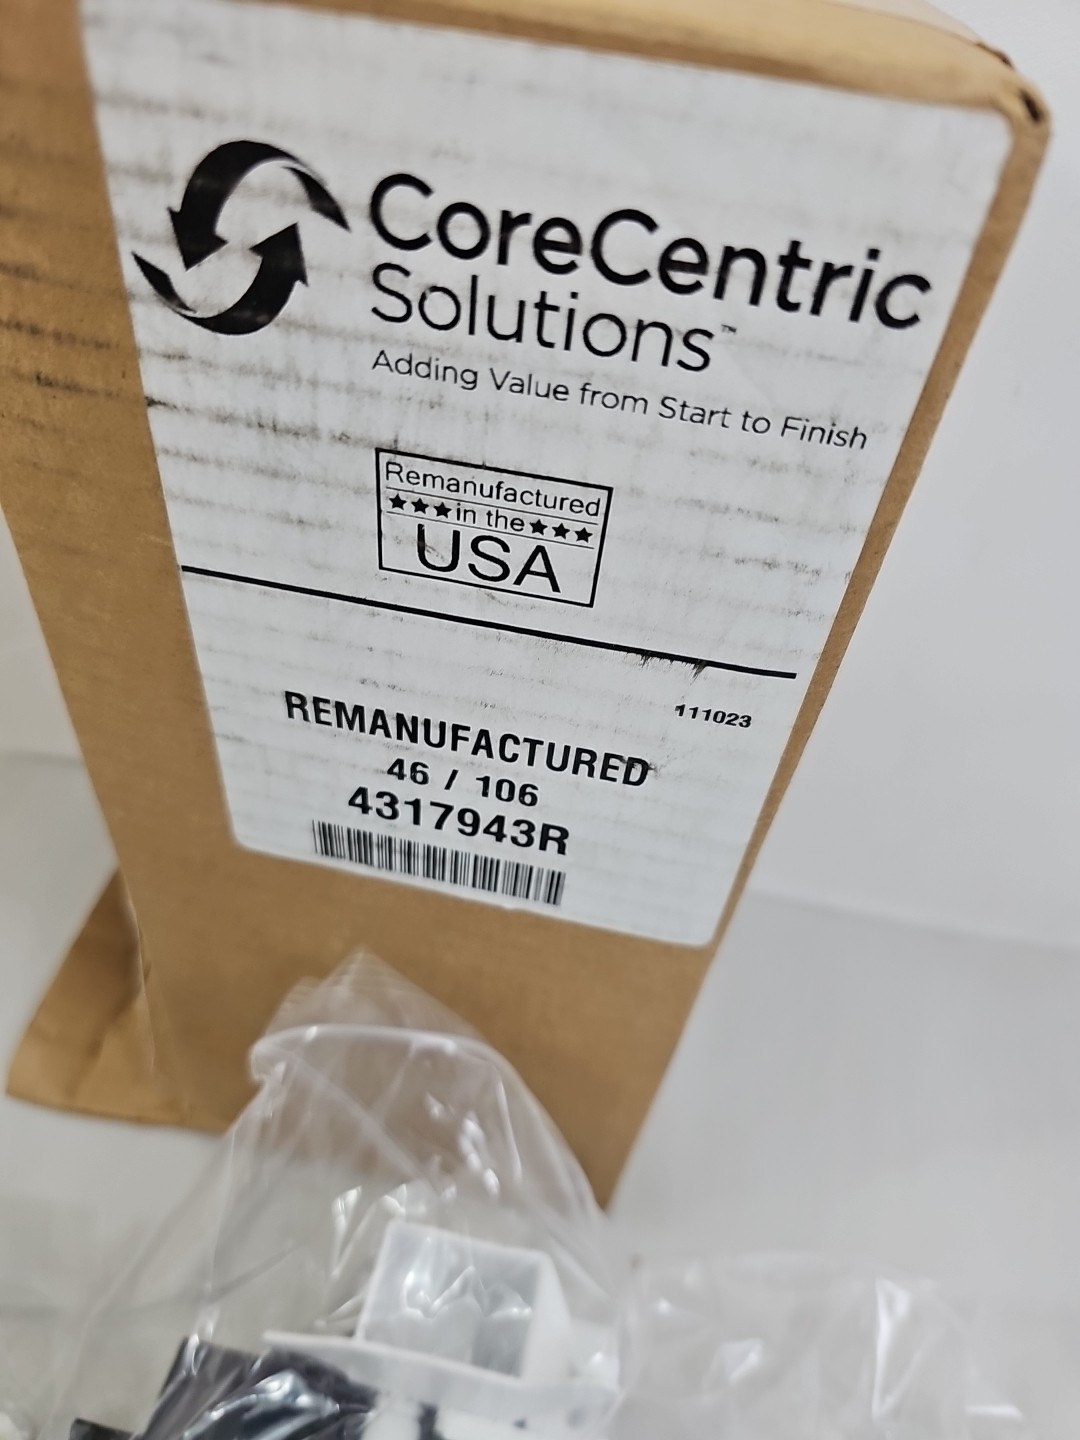 CoreCentric
Solutions™
Adding Value from Start to Finish
Remanufactured
★★★in the★★★
USA
111023
REMANUFACTURED
46 / 106
4317943R